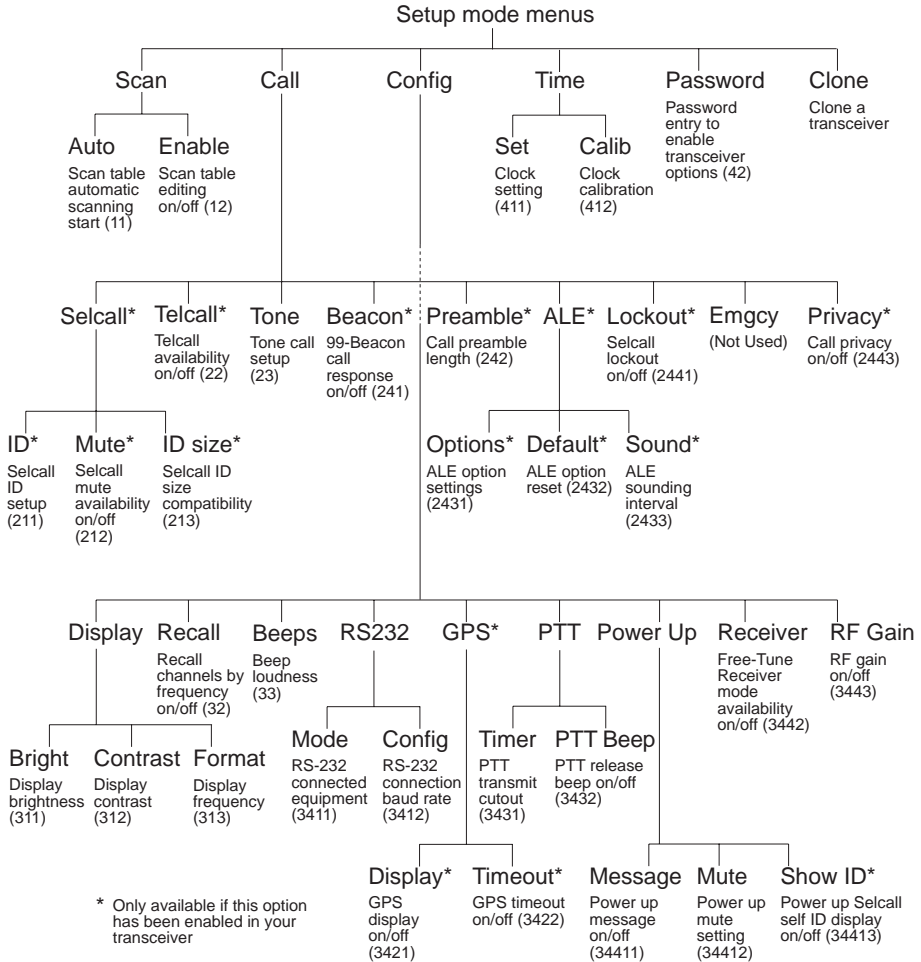 Setup mode menus
Scan
Call
Config
Time
Password
Clone
Password
entry to
enable
transceiver
options (42)
Clone a
transceiver
Auto
Scan table
automatic
scanning
start (11)
Enable
Scan table
editing
on/off (12)
Set
Clock
setting
(411)
Calib
Clock
calibration
(412)
Selcall*
Telcall*
Telcall
availability
on/off (22)
Tone
Tone call
setup
(23)
Beacon*
99-Beacon
call
response
on/off (241)
Preamble*
Call preamble
length (242)
ALE*
Lockout*
Selcall
lockout
on/off (2441)
Emgcy
(Not Used)
Privacy*
Call privacy
on/off (2443)
ID*
Selcall
ID
setup
(211)
Mute*
Selcall
mute
availability
on/off
(212)
ID size*
Selcall ID
size
compatibility
(213)
Options*
ALE option
settings
(2431)
Default*
ALE option
reset (2432)
Sound*
ALE
sounding
interval
(2433)
Display
Recall
Recall
channels by
frequency
on/off (32)
Beeps
Beep
loudness
(33)
RS232
GPS*
PTT
Power Up
Receiver
Free-Tune
Receiver
mode
availability
on/off (3442)
RF Gain
RF gain
on/off
(3443)
Bright
Display
brightness
(311)
Contrast
Display
contrast
(312)
Format
Display
frequency
(313)
Mode
RS-232
connected
equipment
(3411)
Config
RS-232
connection
baud rate
(3412)
Timer
PTT
transmit
cutout
(3431)
PTT Beep
PTT release
beep on/off
(3432)
Display*
GPS
display
on/off
(3421)
Timeout*
GPS timeout
on/off (3422)
Message
Power up
message
on/off
(34411)
Mute
Power up
mute
setting
(34412)
Show ID*
Power up Selcall
self ID display
on/off (34413)
* Only available if this option
has been enabled in your
transceiver